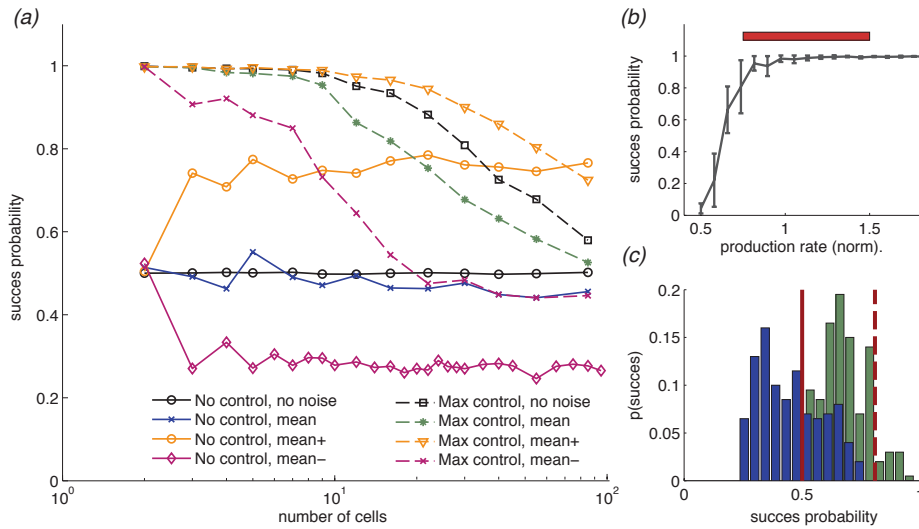 (a)
1
0.8
0.6
0.4
0.2
0
succes probability
No control, no noise
No control, mean
No control, mean+
No control, mean−
Max control, no noise
Max control, mean
Max control, mean+
Max control, mean−
10^0
10^1
10^2
number of cells
(b)
1
0.8
0.6
0.4
0.2
0
succes probability
0.5
1
1.5
production rate (norm).
(c)
0.2
0.15
0.1
0.05
0
p(succes)
0
0.5
1
succes probability